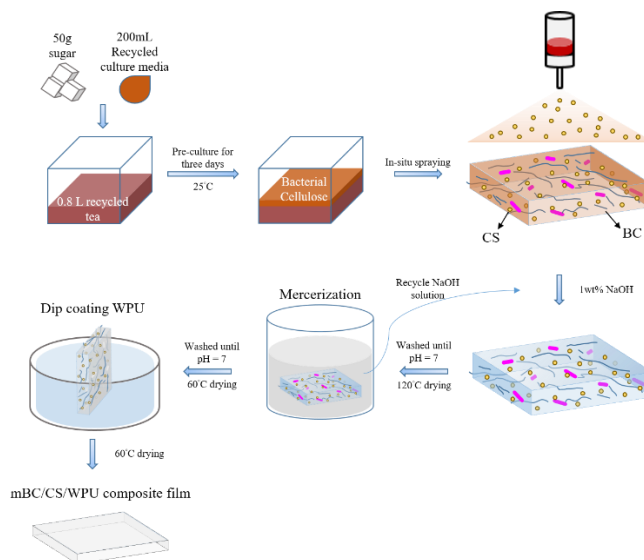 50g
sugar
200mL
Recycled
culture media
0.8 L recycled
tea
Pre-culture for
three days
25°C
Bacterial
Cellulose
In-situ spraying
CS
BC
1wt% NaOH
Recycle NaOH
solution
Washed until
pH = 7
120°C drying
Mercerization
Washed until
pH = 7
60°C drying
Dip coating WPU
60°C drying
mBC/CS/WPU composite film